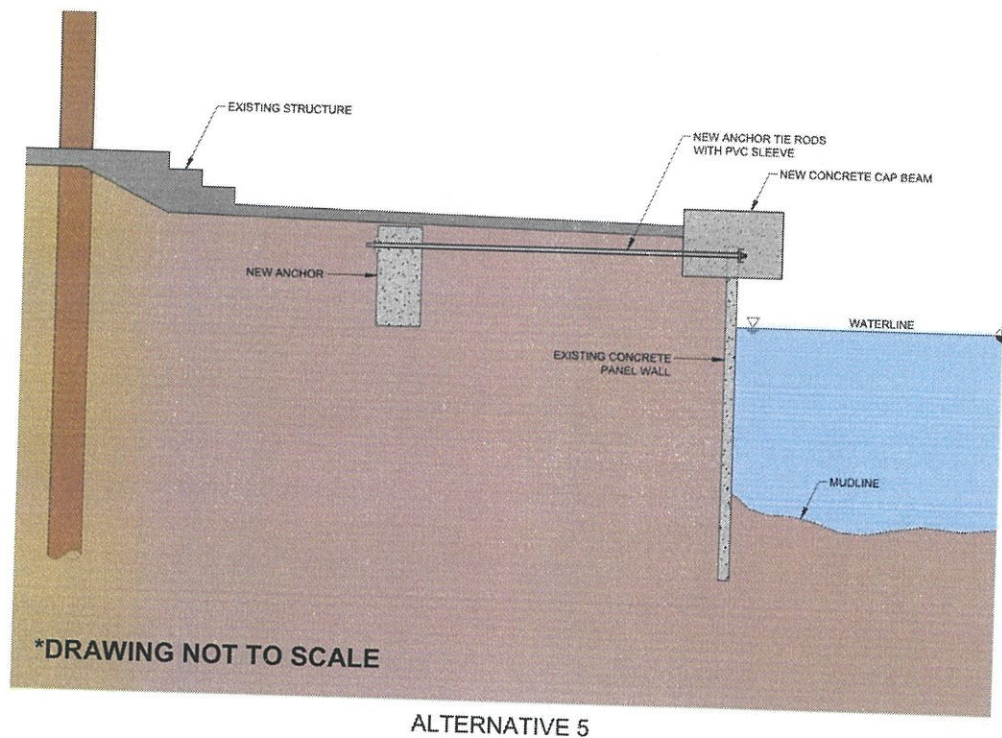 EXISTING STRUCTURE
NEW ANCHOR TIE RODS
WITH PVC SLEEVE
NEW CONCRETE CAP BEAM
NEW ANCHOR
WATERLINE
EXISTING CONCRETE
PANEL WALL
MUDLINE
*DRAWING NOT TO SCALE
ALTERNATIVE 5